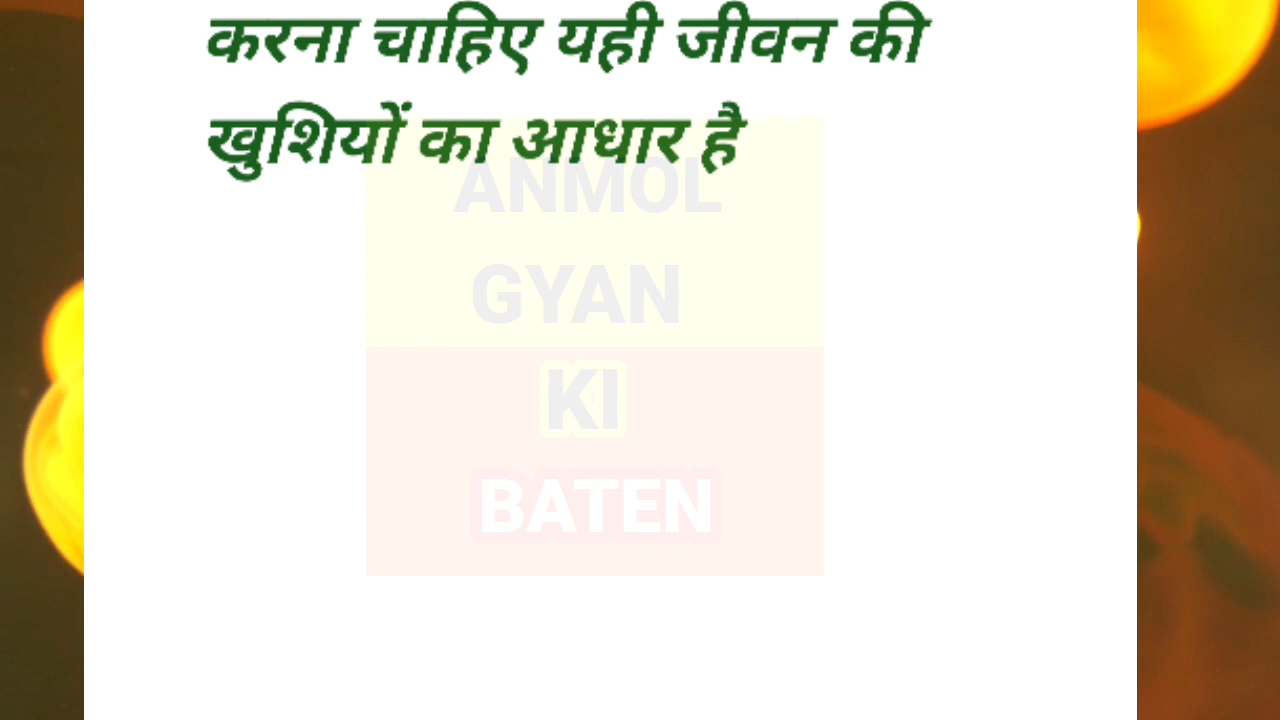 करना चाहिए यही जीवन की
खुशियों का आधार है
ANMOL
GYAN
KI
BATEN